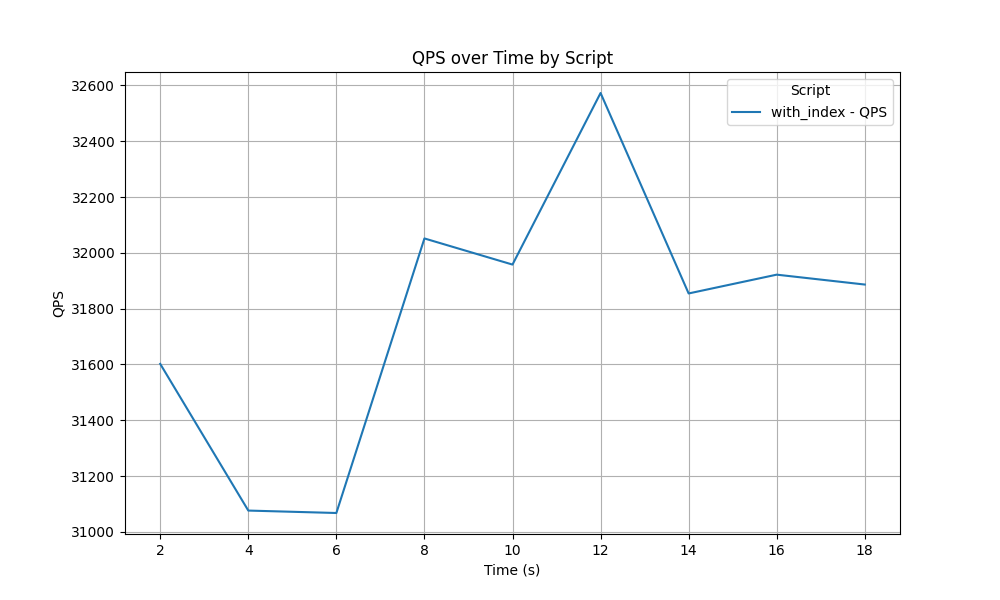 QPS over Time by Script
Script
with_index - QPS
32600
32400
32200
32000
31800
31600
31400
31200
31000
QPS
2 4 6 8 10 12 14 16 18
Time (s)